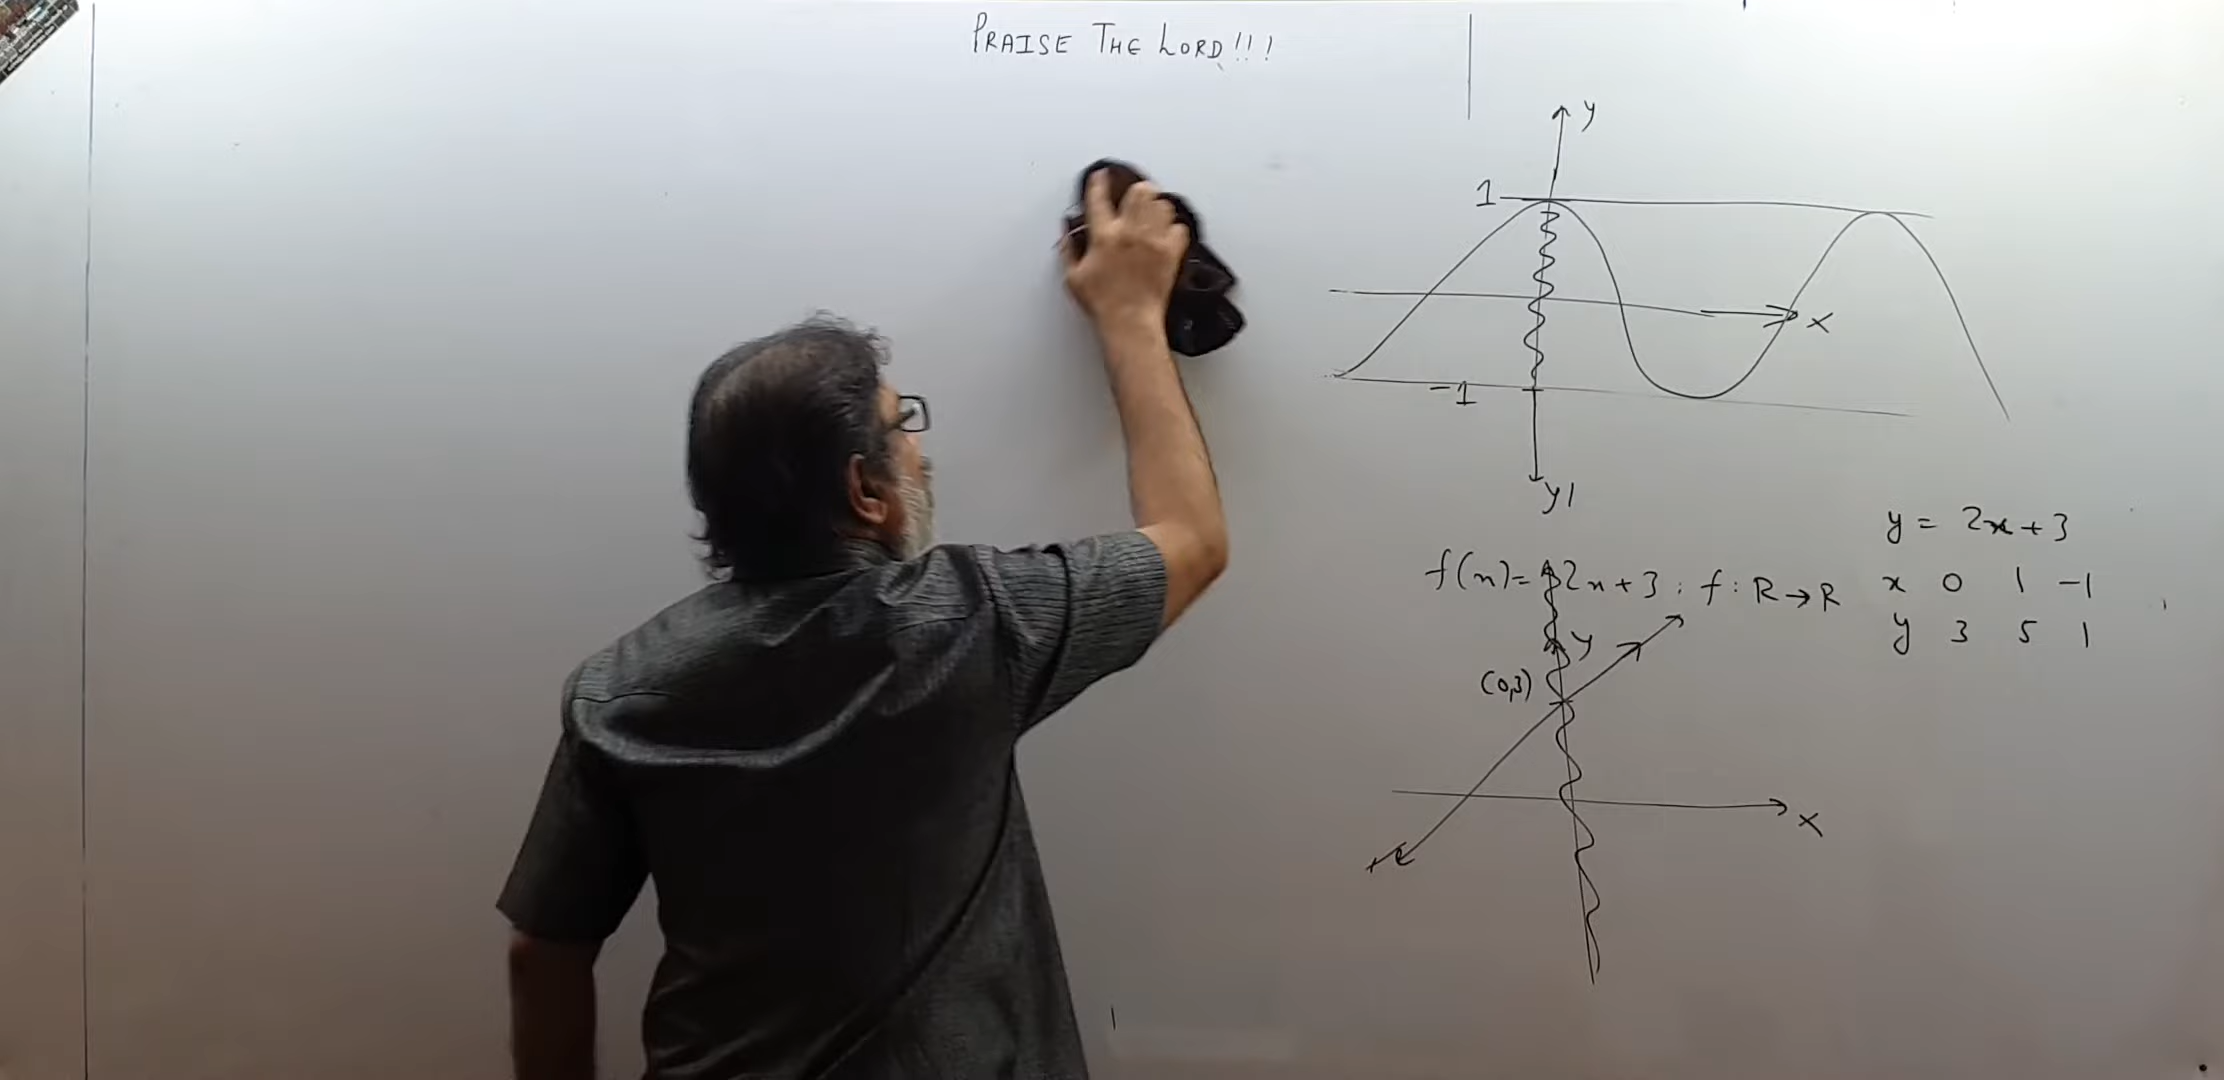 PRAISE THE LORD!!!
y
1
x
-1
y1
y = 2x+3
f(x)= 2x+3 ; f: R→R
x 0 1 -1
y 3 5 1
y
(0,3)
x